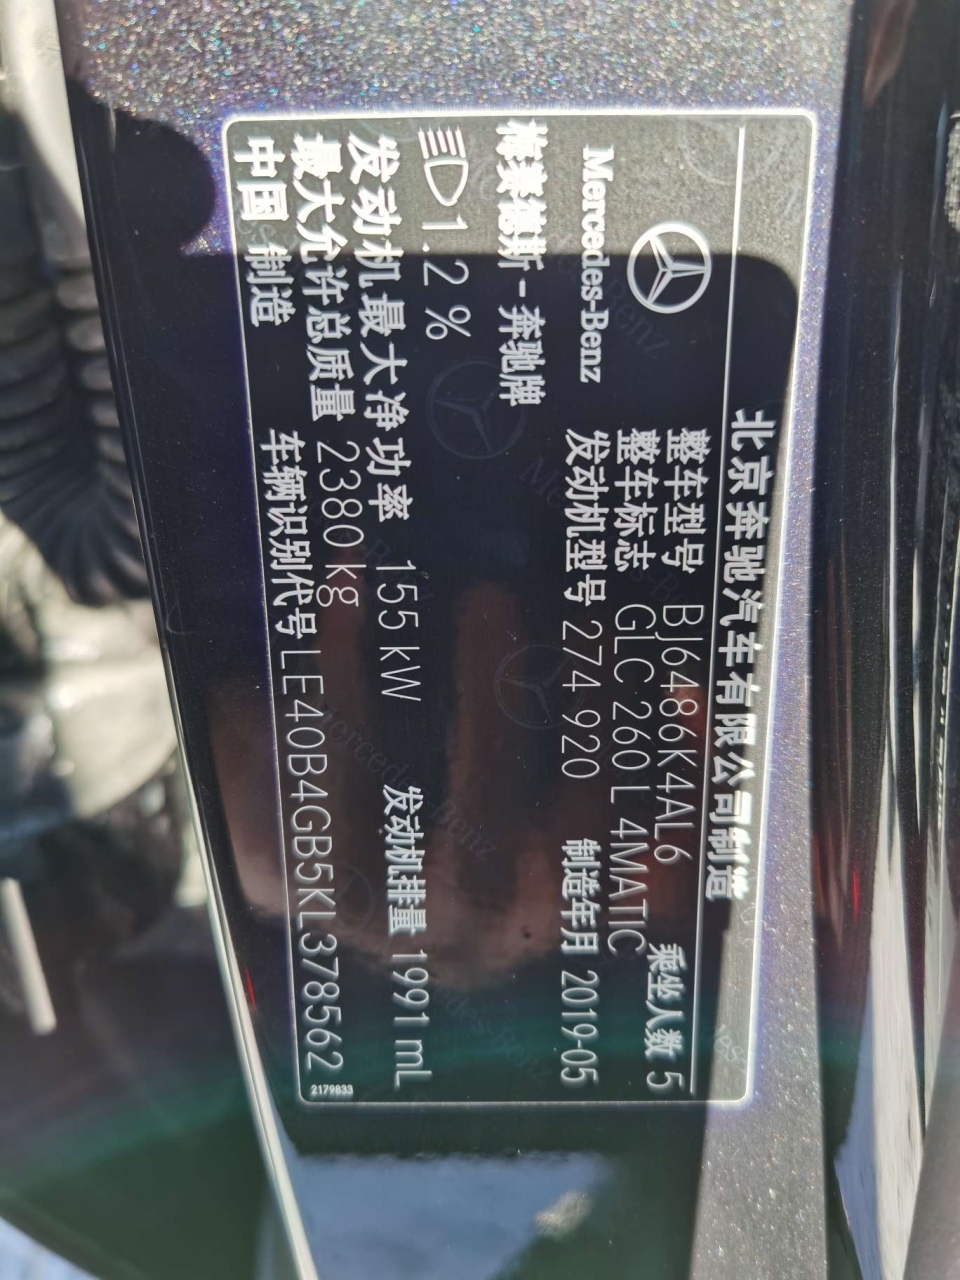 北京奔驰汽车有限公司制造
Mercedes-Benz
整车型号 BJ6486K4AL6 乘坐人数 5
整车标志 GLC 260 L 4MATIC
发动机型号 274 920 制造年月 2019-05
梅赛德斯-奔驰牌
1.2%
发动机最大净功率 155 kW 发动机排量 1991 mL
最大允许总质量 2380 kg
中国 制造 车辆识别代号 LE40B4GB5KL378562
2179833